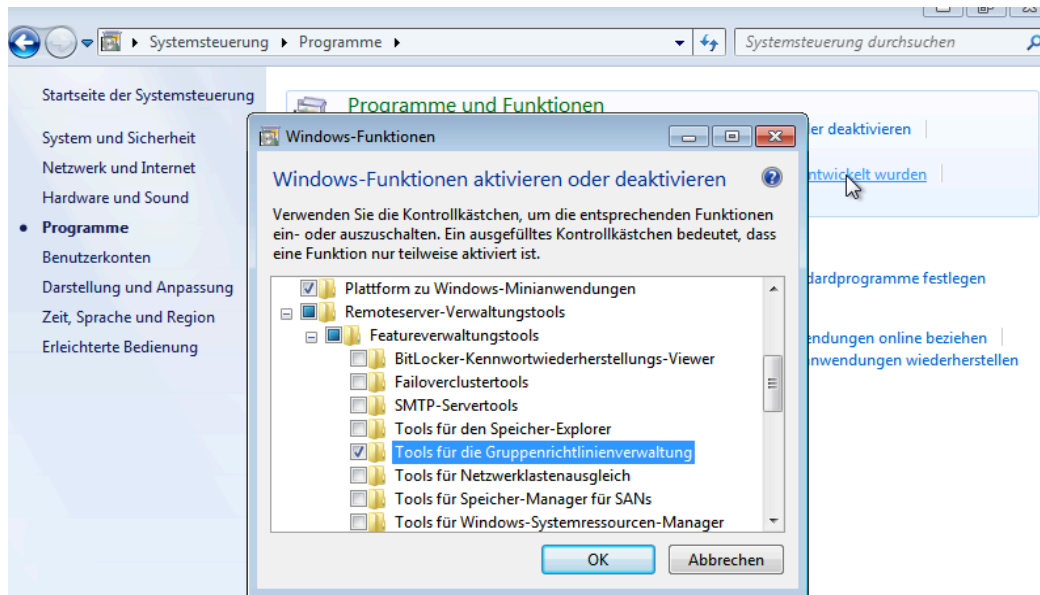 Systemsteuerung Programme
Systemsteuerung durchsuchen
Startseite der Systemsteuerung
System und Sicherheit
Netzwerk und Internet
Hardware und Sound
Programme
Benutzerkonten
Darstellung und Anpassung
Zeit, Sprache und Region
Erleichterte Bedienung
Programme und Funktionen
deaktivieren
wurden
festlegen
online beziehen
wiederherstellen
Windows-Funktionen
Windows-Funktionen aktivieren oder deaktivieren
Verwenden Sie die Kontrollkästchen, um die entsprechenden Funktionen
ein- oder auszuschalten. Ein ausgefülltes Kontrollkästchen bedeutet, dass
eine Funktion nur teilweise aktiviert ist.
Plattform zu Windows-Minianwendungen
Remoteserver-Verwaltungstools
Featureverwaltungstools
BitLocker-Kennwortwiederherstellungs-Viewer
Failoverclustertools
SMTP-Servertools
Tools für den Speicher-Explorer
Tools für die Gruppenrichtlinienverwaltung
Tools für Netzwerklastenausgleich
Tools für Speicher-Manager für SANs
Tools für Windows-Systemressourcen-Manager
OK
Abbrechen